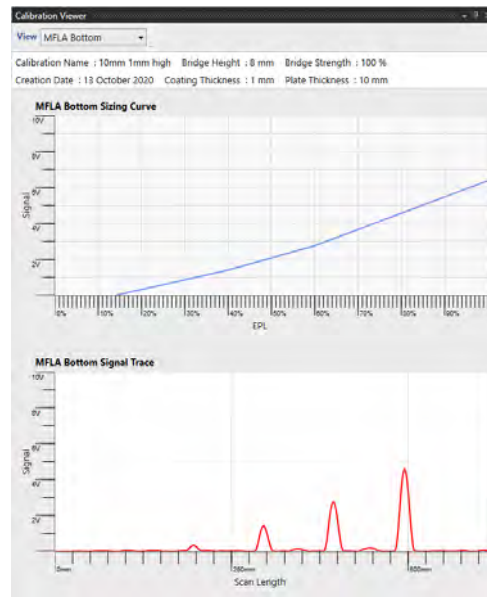 Calibration Viewer
View MFLA Bottom
Calibration Name : 10mm 1mm high Bridge Height : 8 mm Bridge Strength : 100 %
Creation Date : 13 October 2020 Coating Thickness : 1 mm Plate Thickness : 10 mm
MFLA Bottom Sizing Curve
10V
8V
6V
4V
2V
Signal
0% 10% 20% 30% 40% 50% 60% 70% 80% 90%
EPL
MFLA Bottom Signal Trace
10V
8V
6V
4V
2V
Signal
0mm
Scan Length